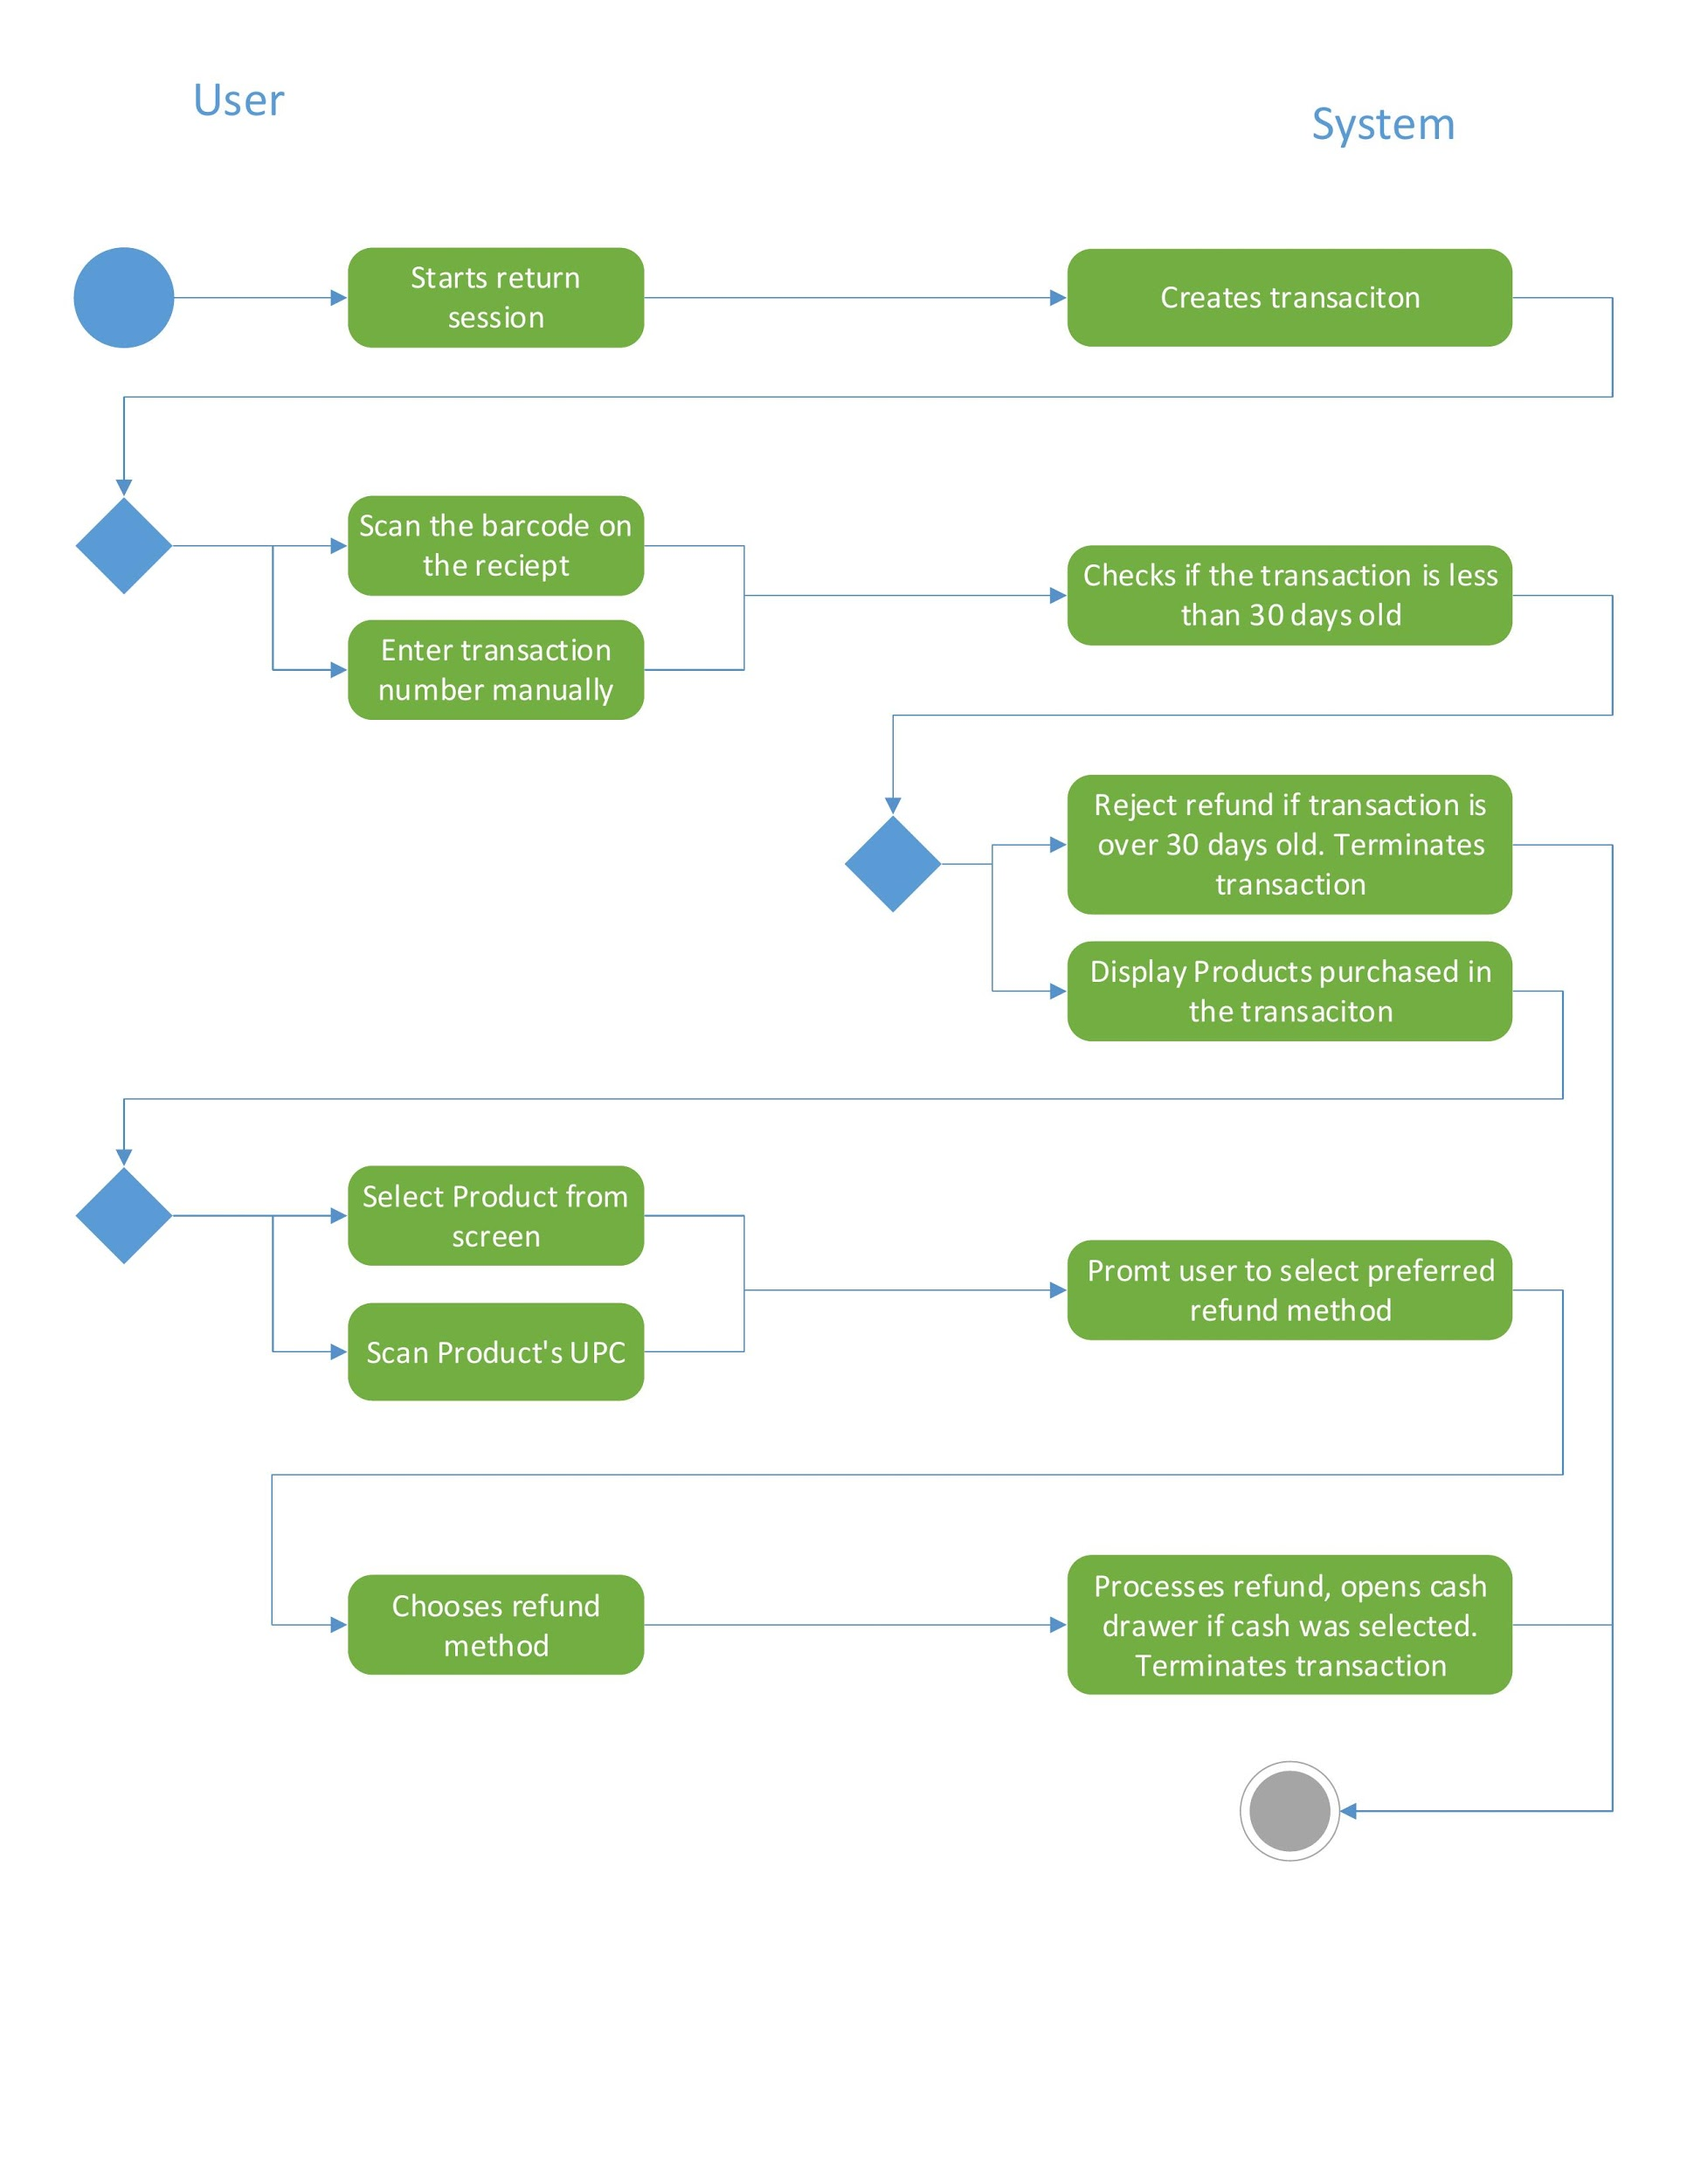 User
System
Starts return
session
Creates transaciton
Scan the barcode on
the reciept
Enter transaction
number manually
Checks if the transaction is less
than 30 days old
Reject refund if transaction is
over 30 days old. Terminates
transaction
Display Products purchased in
the transaciton
Select Product from
screen
Scan Product's UPC
Promt user to select preferred
refund method
Chooses refund
method
Processes refund, opens cash
drawer if cash was selected.
Terminates transaction